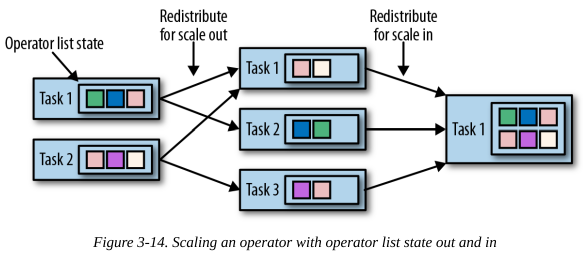 Redistribute
for scale out
Redistribute
for scale in
Operator list state
Task 1
Task 2
Task 1
Task 2
Task 3
Task 1
Figure 3-14. Scaling an operator with operator list state out and in